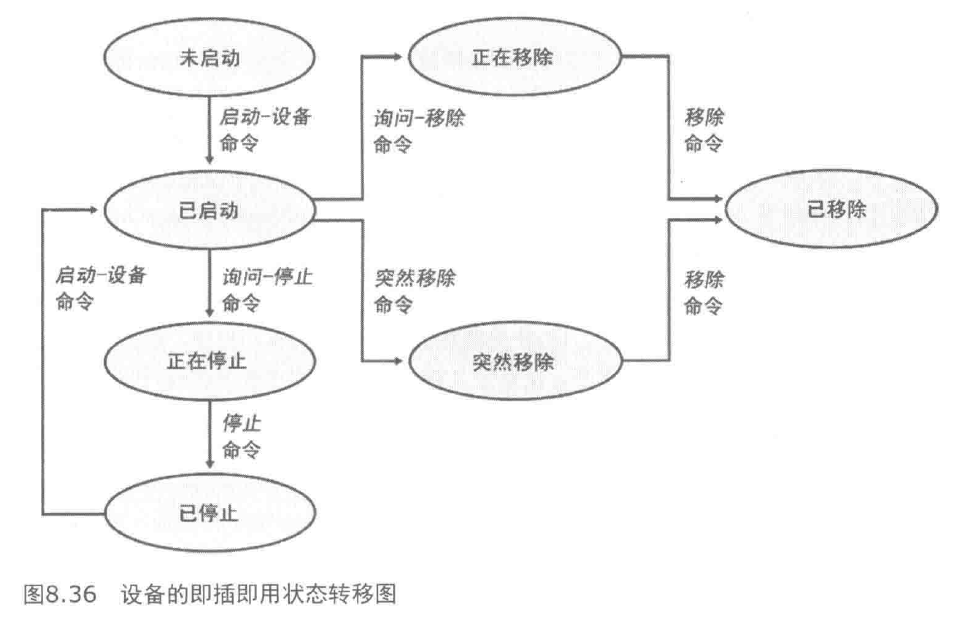 未启动
正在移除
启动-设备
命令
询问-移除
命令
移除
命令
已启动
已移除
启动-设备
命令
询问-停止
命令
突然移除
命令
移除
命令
正在停止
突然移除
停止
命令
已停止
图8.36 设备的即插即用状态转移图